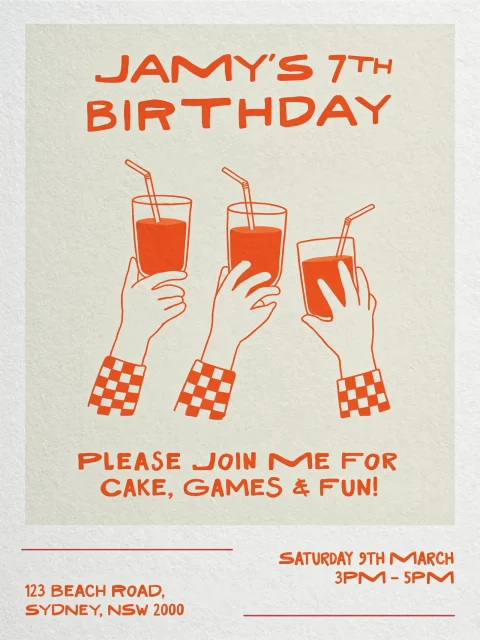 JAMY'S 7TH
BIRTHDAY
PLEASE JOIN ME FOR
CAKE, GAMES & FUN!
SATURDAY 9TH MARCH
3PM - 5PM
123 BEACH ROAD,
SYDNEY, NSW 2000